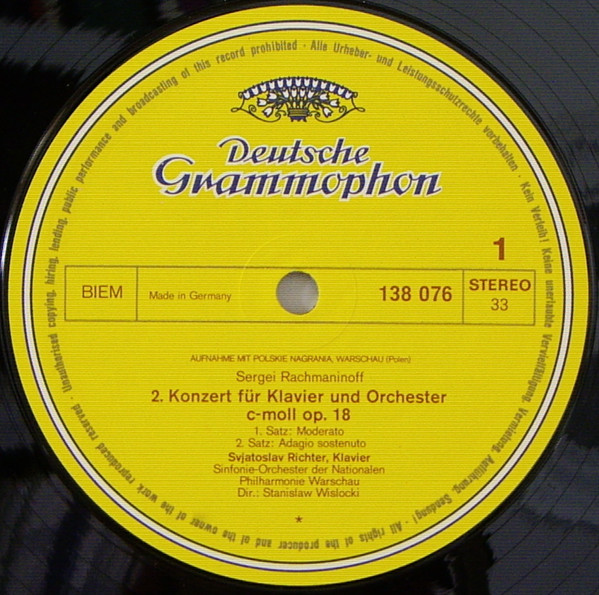 Deutsche
Grammophon
1
BIEM
Made in Germany
138 076
STEREO
33
AUFNAHME MIT POLSKIE NAGRANIA, WARSCHAU (Polen)
Sergei Rachmaninoff
2. Konzert für Klavier und Orchester
c-moll op. 18
1. Satz: Moderato
2. Satz: Adagio sostenuto
Svjatoslav Richter, Klavier
Sinfonie-Orchester der Nationalen
Philharmonie Warschau
Dir.: Stanislaw Wislocki
*
Alle Urheber- und Leistungsschutzrechte vorbehalten · Kein Verleih! Keine unerlaubte Vervielfältigung, Vermietung, Aufführung, Sendung! · All rights of the producer and of the owner of the work reproduced reserved · Unauthorised copying, hiring, lending, public performance and broadcasting of this record prohibited ·